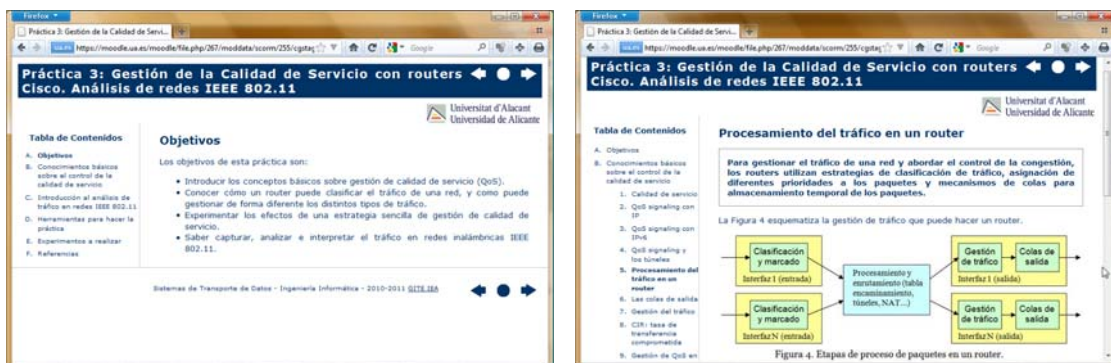 Firefox
Práctica 3: Gestión de la Calidad de Servi...
https://moodle.ua.es/moodle/file.php/267/moddata/scorm/255/cgstag
Google
Práctica 3: Gestión de la Calidad de Servicio con routers
Cisco. Análisis de redes IEEE 802.11
Universitat d'Alacant
Universidad de Alicante
Tabla de Contenidos
A. Objetivos
B. Conocimientos básicos
sobre el control de la
calidad de servicio
C. Introducción al análisis de
tráfico en redes IEEE 802.11
D. Herramientas para hacer la
práctica
E. Experimentos a realizar
F. Referencias
Objetivos
Los objetivos de esta práctica son:
• Introducir los conceptos básicos sobre gestión de calidad de servicio (QoS).
• Conocer cómo un router puede clasificar el tráfico de una red, y como puede
gestionar de forma diferente los distintos tipos de tráfico.
• Experimentar los efectos de una estrategia sencilla de gestión de calidad de
servicio.
• Saber capturar, analizar e interpretar el tráfico en redes inalámbricas IEEE
802.11.
Sistemas de Transporte de Datos - Ingeniería Informática - 2010-2011 GITE IEA
Firefox
Práctica 3: Gestión de la Calidad de Servi...
https://moodle.ua.es/moodle/file.php/267/moddata/scorm/255/cgstag
Google
Práctica 3: Gestión de la Calidad de Servicio con routers
Cisco. Análisis de redes IEEE 802.11
Universitat d'Alacant
Universidad de Alicante
Tabla de Contenidos
A. Objetivos
B. Conocimientos básicos
sobre el control de la
calidad de servicio
1. Calidad de servicio
2. QoS signaling con
IP
3. QoS signaling con
IPv6
4. QoS signaling y
los túneles
5. Procesamiento del
tráfico en un
router
6. Las colas de salida
7. Gestión del tráfico
8. CIR: tasa de
transferencia
comprometida
9. Gestión de QoS en
Procesamiento del tráfico en un router
Para gestionar el tráfico de una red y abordar el control de la congestión,
los routers utilizan estrategias de clasificación de tráfico, asignación de
diferentes prioridades a los paquetes y mecanismos de colas para
almacenamiento temporal de los paquetes.
La Figura 4 esquematiza la gestión de tráfico que puede hacer un router.
Clasificación
y marcado
Interfaz 1 (entrada)
Clasificación
y marcado
Interfaz N (entrada)
Procesamiento y
enrutamiento (tabla
encaminamiento,
túneles, NAT...)
Gestión
de tráfico
Colas de
salida
Interfaz 1 (salida)
Gestión
de tráfico
Colas de
salida
Interfaz N (salida)
Figura 4. Etapas de proceso de paquetes en un router.